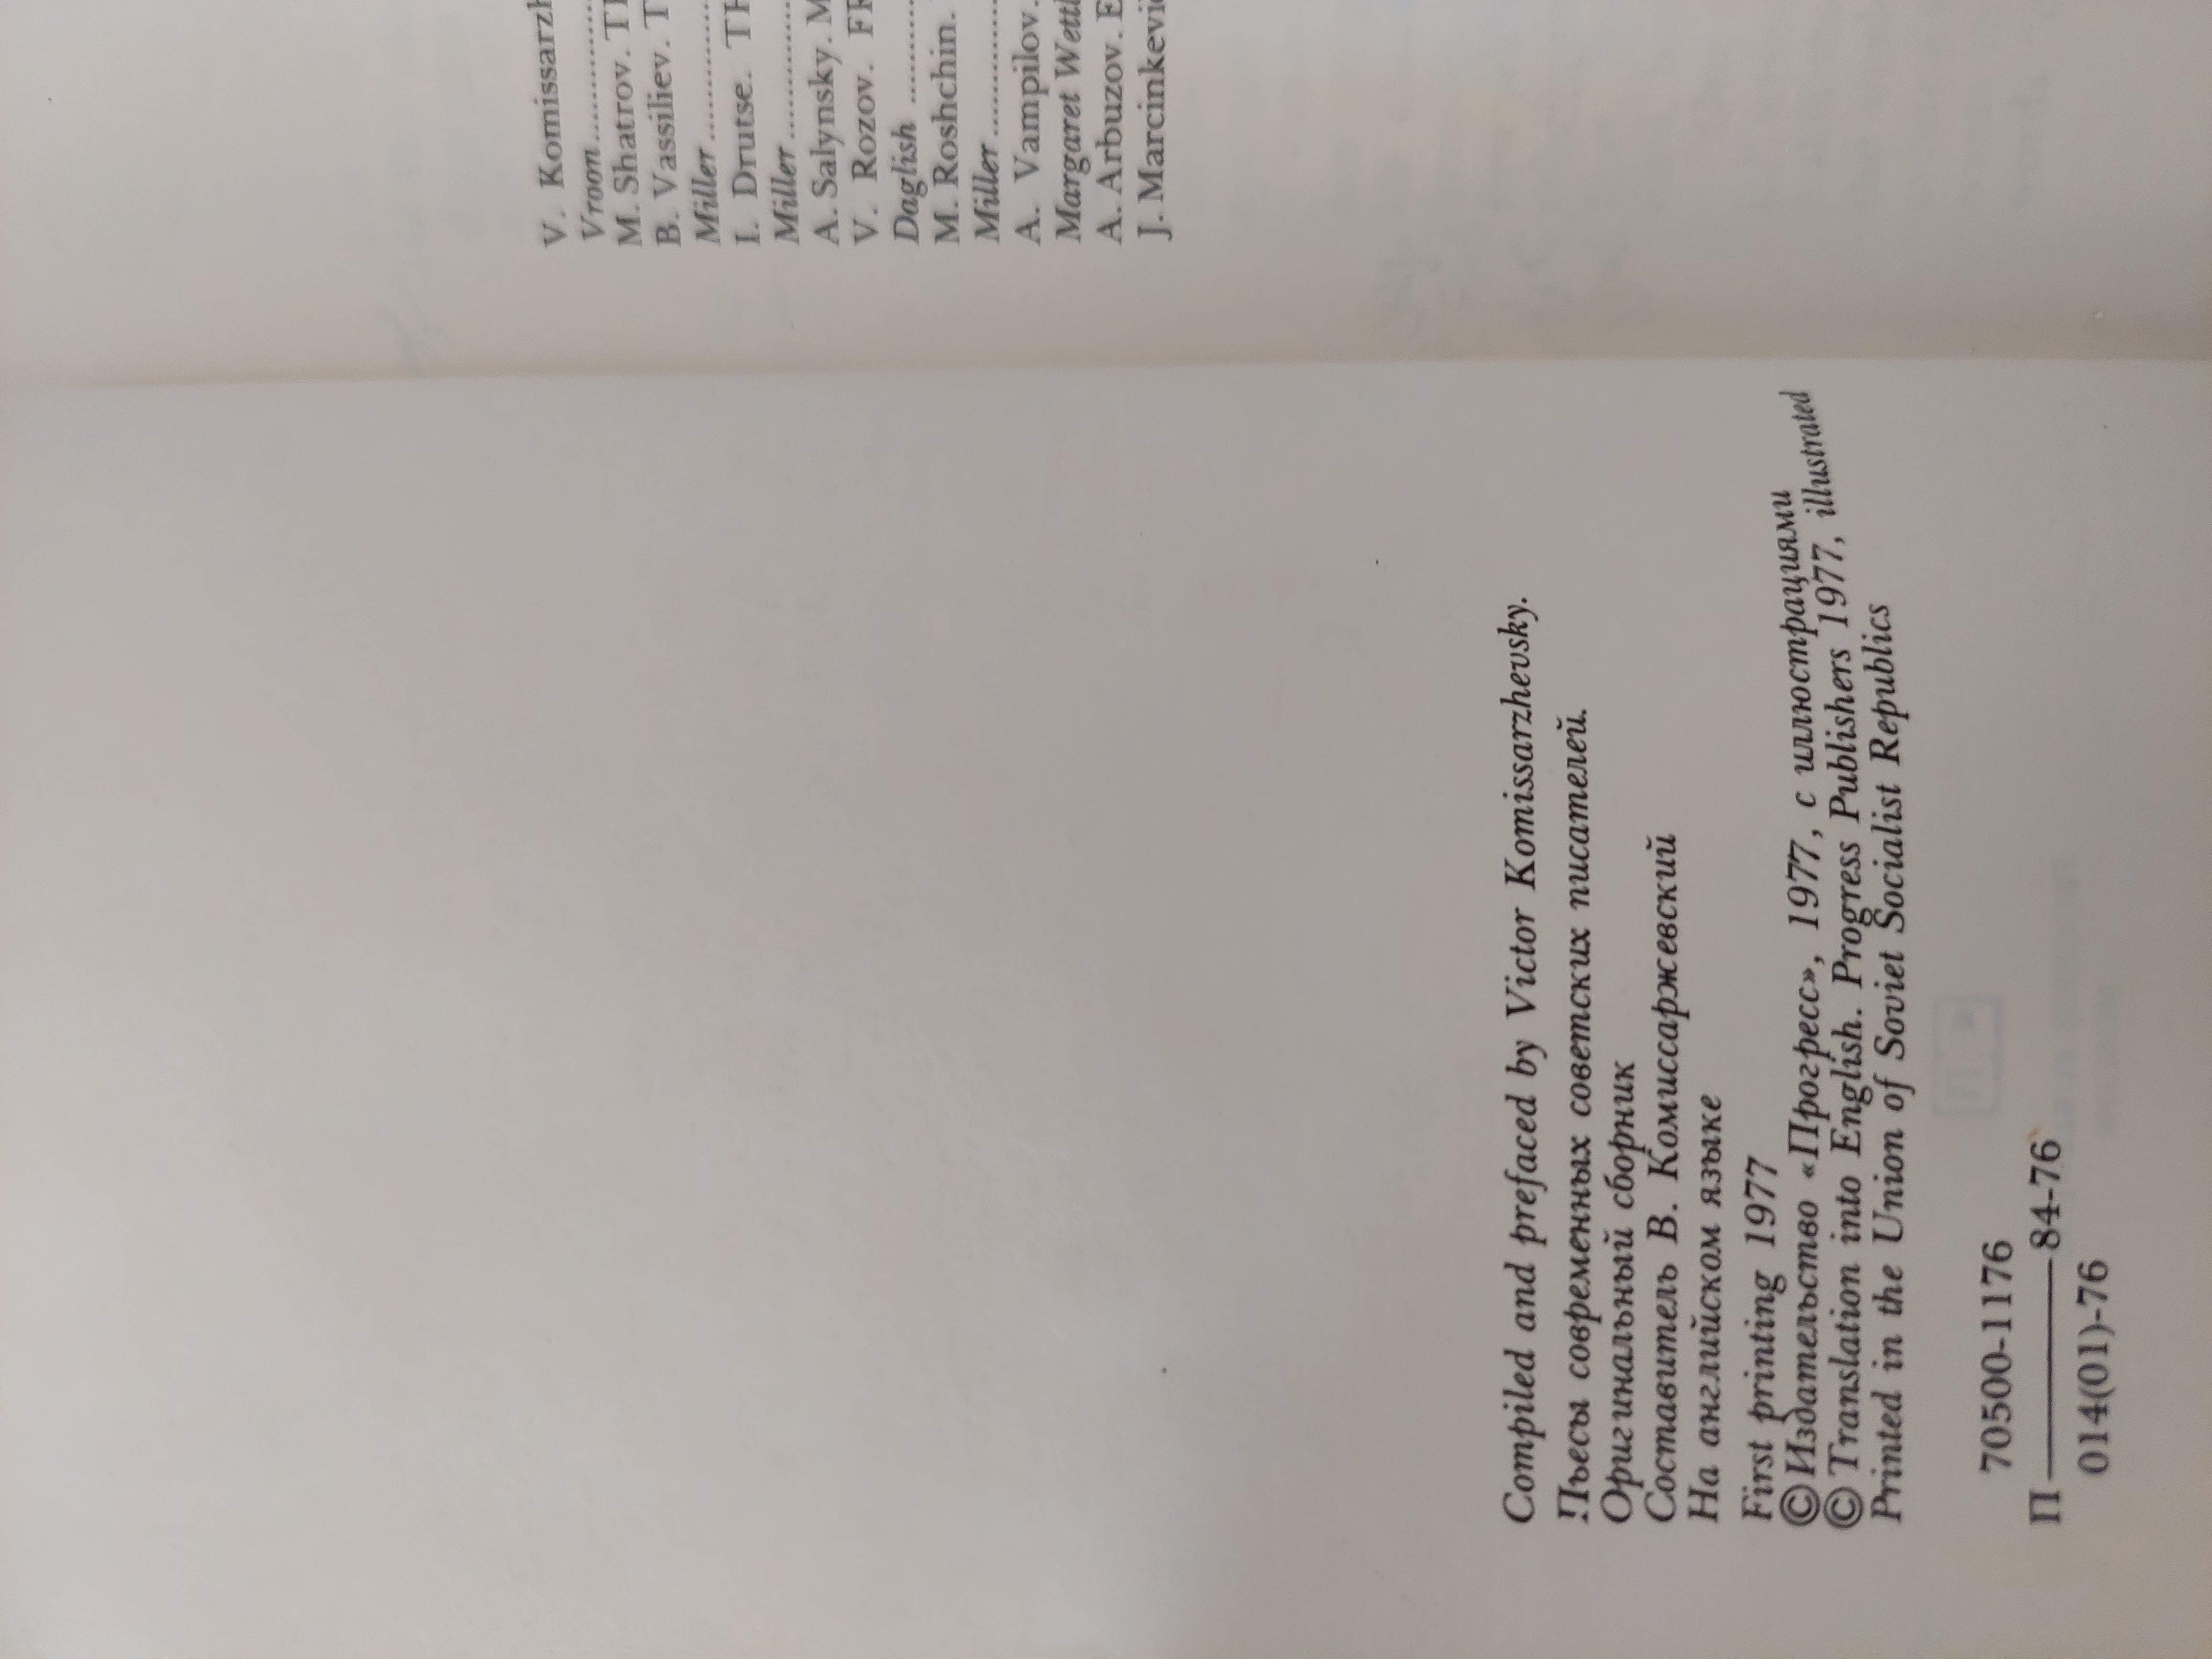 Compiled and prefaced by Victor Komissarzhevsky.
Пьесы современных советских писателей.
Оригинальный сборник
Составитель В. Комиссаржевский
На английском языке
First printing 1977
©Издательство «Прогресс», 1977, с иллюстрациями
©Translation into English. Progress Publishers 1977, illustrated
Printed in the Union of Soviet Socialist Republics
70500-1176
П————84-76
014(01)-76
V. Komissarzh
Vroom..............
M. Shatrov. T
B. Vassiliev. T
Miller..............
I. Drutse. TH
Miller..............
A. Salynsky. M
V. Rozov. FR
Daglish ...........
M. Roshchin.
Miller..............
A. Vampilov.
Margaret Wettl
A. Arbuzov. E
J. Marcinkevič